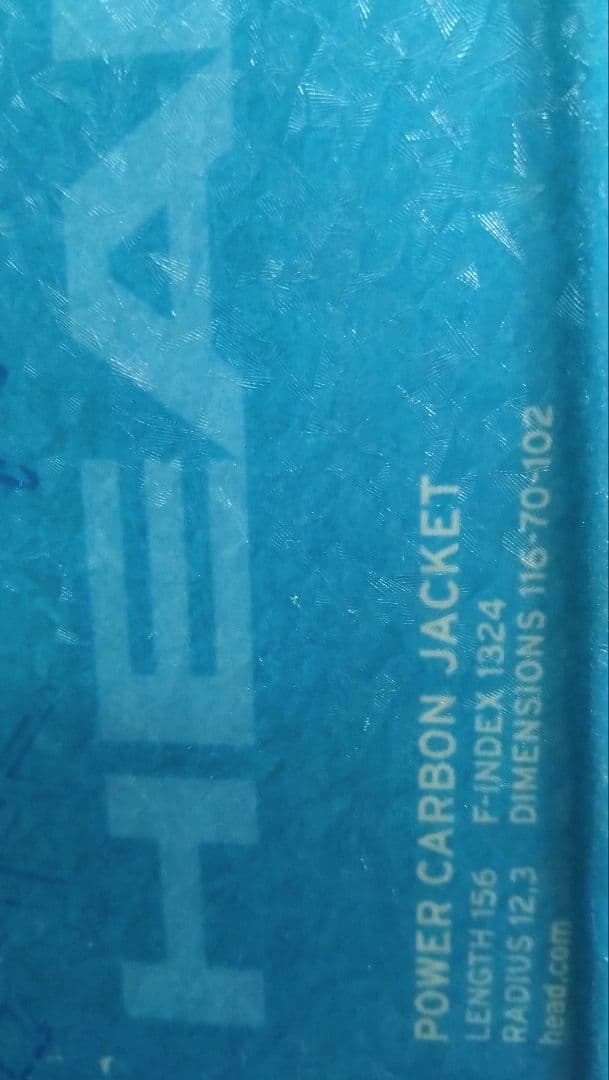 HEAD
POWER CARBON JACKET
LENGTH 156 F-INDEX 1324
RADIUS 12,3 DIMENSIONS 116-70-102
head.com